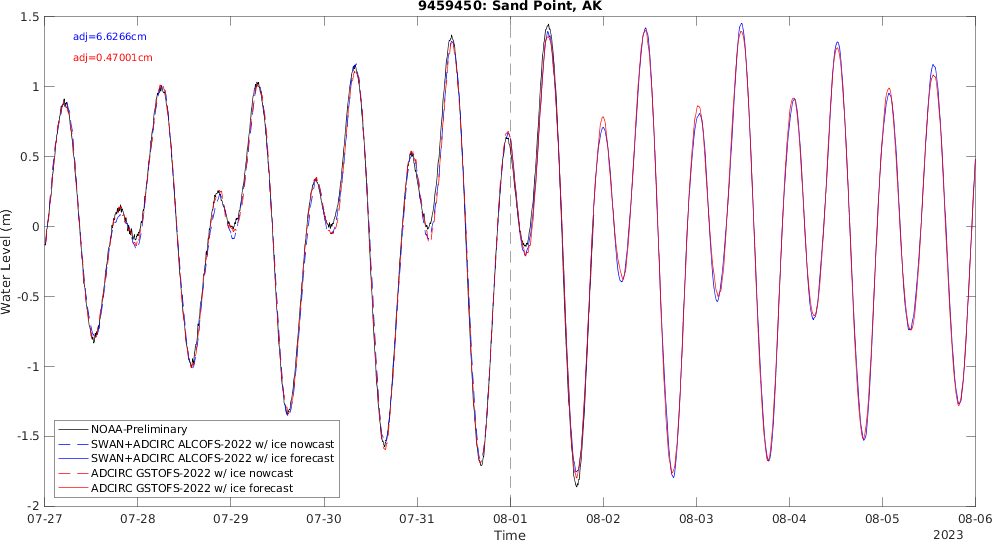 9459450: Sand Point, AK
adj=6.6266cm
adj=0.47001cm
1.5
1
0.5
0
-0.5
-1
-1.5
-2
Water Level (m)
NOAA-Preliminary
SWAN+ADCIRC ALCOFS-2022 w/ ice nowcast
SWAN+ADCIRC ALCOFS-2022 w/ ice forecast
ADCIRC GSTOFS-2022 w/ ice nowcast
ADCIRC GSTOFS-2022 w/ ice forecast
07-27 07-28 07-29 07-30 07-31 08-01 08-02 08-03 08-04 08-05 08-06
Time
2023